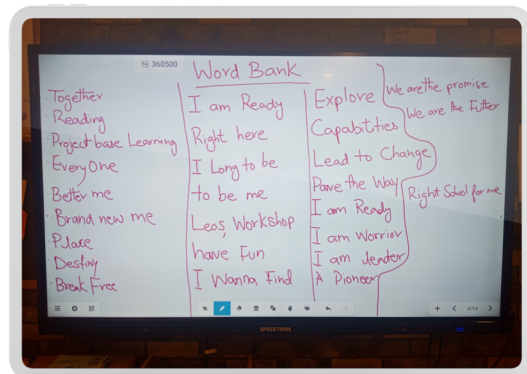 360500
Word Bank
Together
Reading
Project base Learning
EveryOne
Better me
Brand new me
Place
Destiny
Break Free
I am Ready
Right here
I Long to be
to be me
Leos, Workshop
have Fun
I Wanna Find
Explore
Capabilities
Lead to Change
Pave the Way
I am Ready
I am Worrior
I am leader
A Pioneer
We are the promise
We are the Futher
Right School for me
SPECKTRON